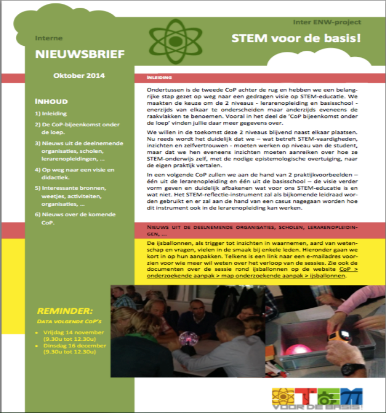 Interne
Inter ENW-project
NIEUWSBRIEF
STEM voor de basis!
Oktober 2014
INHOUD
1) Inleiding
2) De CoP bijeenkomst onder
de loep.
3) Nieuws uit de deelnemende
organisaties, scholen,
lerarenopleidingen, ...
4) Op weg naar een visie en
didactiek.
5) Interessante bronnen,
weetjes, activiteiten,
organisaties, ...
6) Nieuws over de komende
CoP.
REMINDER:
DATA VOLGENDE COP'S
• Vrijdag 14 november
(9.30u tot 12.30u)
• Dinsdag 16 december
(9.30u tot 12.30u)
INLEIDING
Ondertussen is de tweede CoP achter de rug en hebben we een belang-
rijke stap gezet op weg naar een gedragen visie op STEM-educatie. We
maakten de keuze om de 2 niveaus - lerarenopleiding en basisschool -
enerzijds van elkaar te onderscheiden maar anderzijds eveneens de
raakvlakken te benoemen. Vooral in het deel de 'CoP bijeenkomst onder
de loep' vinden jullie daar meer gegevens over.
We willen in de toekomst deze 2 niveaus blijvend naast elkaar plaatsen.
Nu reeds wordt het duidelijk dat we – wat betreft STEM-vaardigheden,
inzichten en zelfvertrouwen - moeten werken op niveau van de student,
maar dat we hen eveneens inzichten moeten aanreiken over hoe ze
STEM-onderwijs zelf, met de nodige epistemologische overtuiging, naar
de eigen praktijk vertalen.
In een volgende CoP zullen we aan de hand van 2 praktijkvoorbeelden –
één uit de lerarenopleiding en één uit de basisschool – de visie verder
vorm geven en duidelijk afbakenen wat voor ons STEM-educatie is en
wat niet. Het STEM-reflectie-instrument zal als bijkomende leidraad wor-
den gebruikt en er zal aan de hand van een casus nagegaan worden hoe
dit instrument ook in de lerarenopleiding kan werken.
NIEUWS UIT DE DEELNEMENDE ORGANISATIES, SCHOLEN, LERARENOPLEIDIN-
GEN, ...
De ijsballonnen, als trigger tot inzichten in waarnemen, aard van weten-
schap en vragen, vielen in de smaak bij enkele leden. Hieronder gaan we
kort in op hun aanpakken. Telkens is een link naar een e-mailadres voor-
zien voor wie meer wil weten over het verloop van de sessies. Zie ook de
documenten over de sessie rond ijsballonnen op de website CoP >
onderzoekende aanpak > map onderzoekende aanpak > ijsballonnen.
STEM
VOOR DE BASIS!